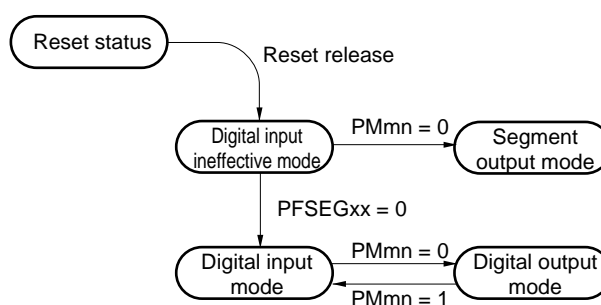 Reset status
Reset release
Digital input
ineffective mode
PMmn = 0
Segment
output mode
PFSEGxx = 0
Digital input
mode
PMmn = 0
PMmn = 1
Digital output
mode